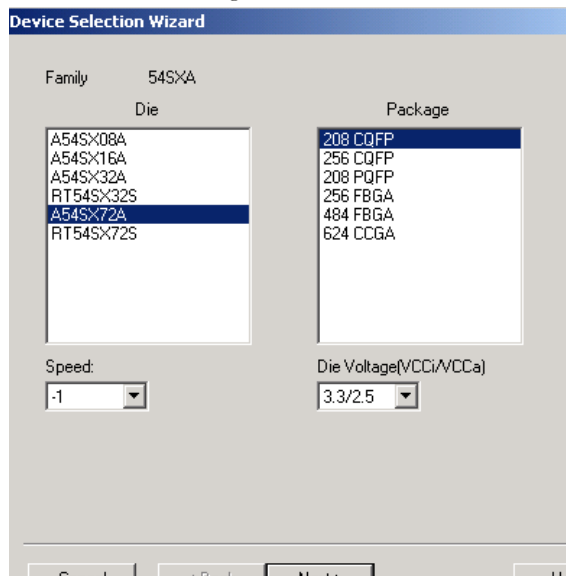 Device Selection Wizard
Family 54SXA
Die
Package
A54SX08A
A54SX16A
A54SX32A
RT54SX32S
A54SX72A
RT54SX72S
208 CQFP
256 CQFP
208 PQFP
256 FBGA
484 FBGA
624 CCGA
Speed:
-1
Die Voltage(VCCi/VCCa)
3.3/2.5